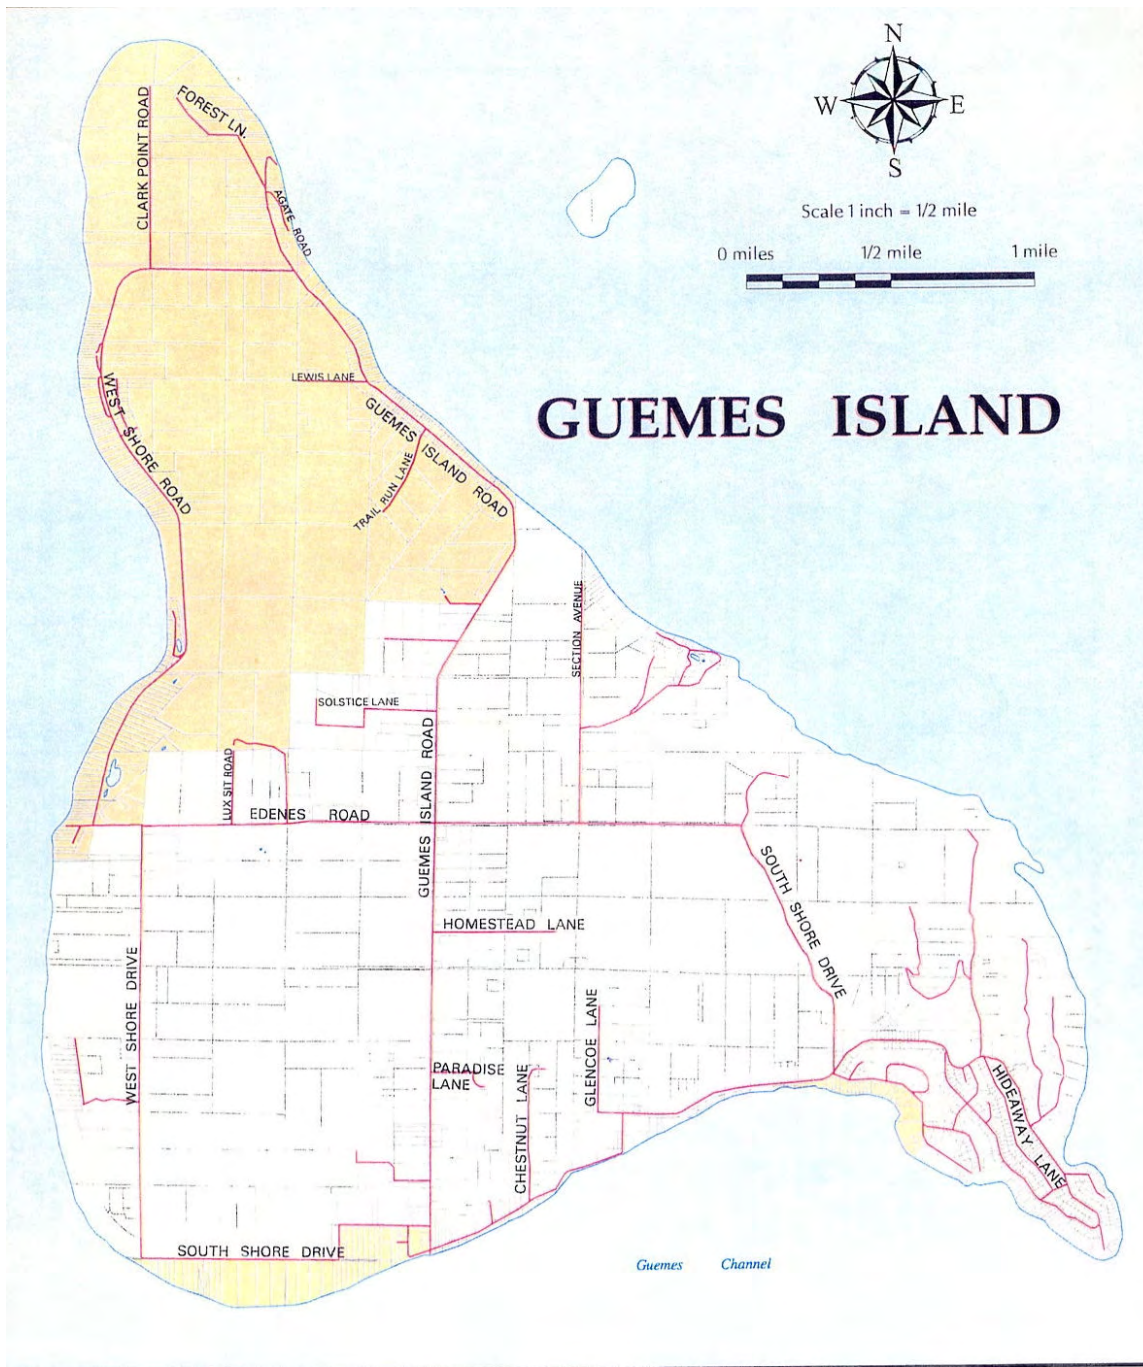 N
W E
S
Scale 1 inch = 1/2 mile
0 miles 1/2 mile 1 mile
GUEMES ISLAND
CLARK POINT ROAD
FOREST LN.
AGATE ROAD
LEWIS LANE
WEST SHORE ROAD
GUEMES ISLAND ROAD
TRAIL RUN LANE
SECTION AVENUE
SOLSTICE LANE
GUEMES ISLAND ROAD
LUX SIT ROAD
EDENES ROAD
SOUTH SHORE DRIVE
HOMESTEAD LANE
WEST SHORE DRIVE
GLENCOE LANE
PARADISE
LANE
CHESTNUT LANE
HIDEAWAY LANE
SOUTH SHORE DRIVE
Guemes Channel